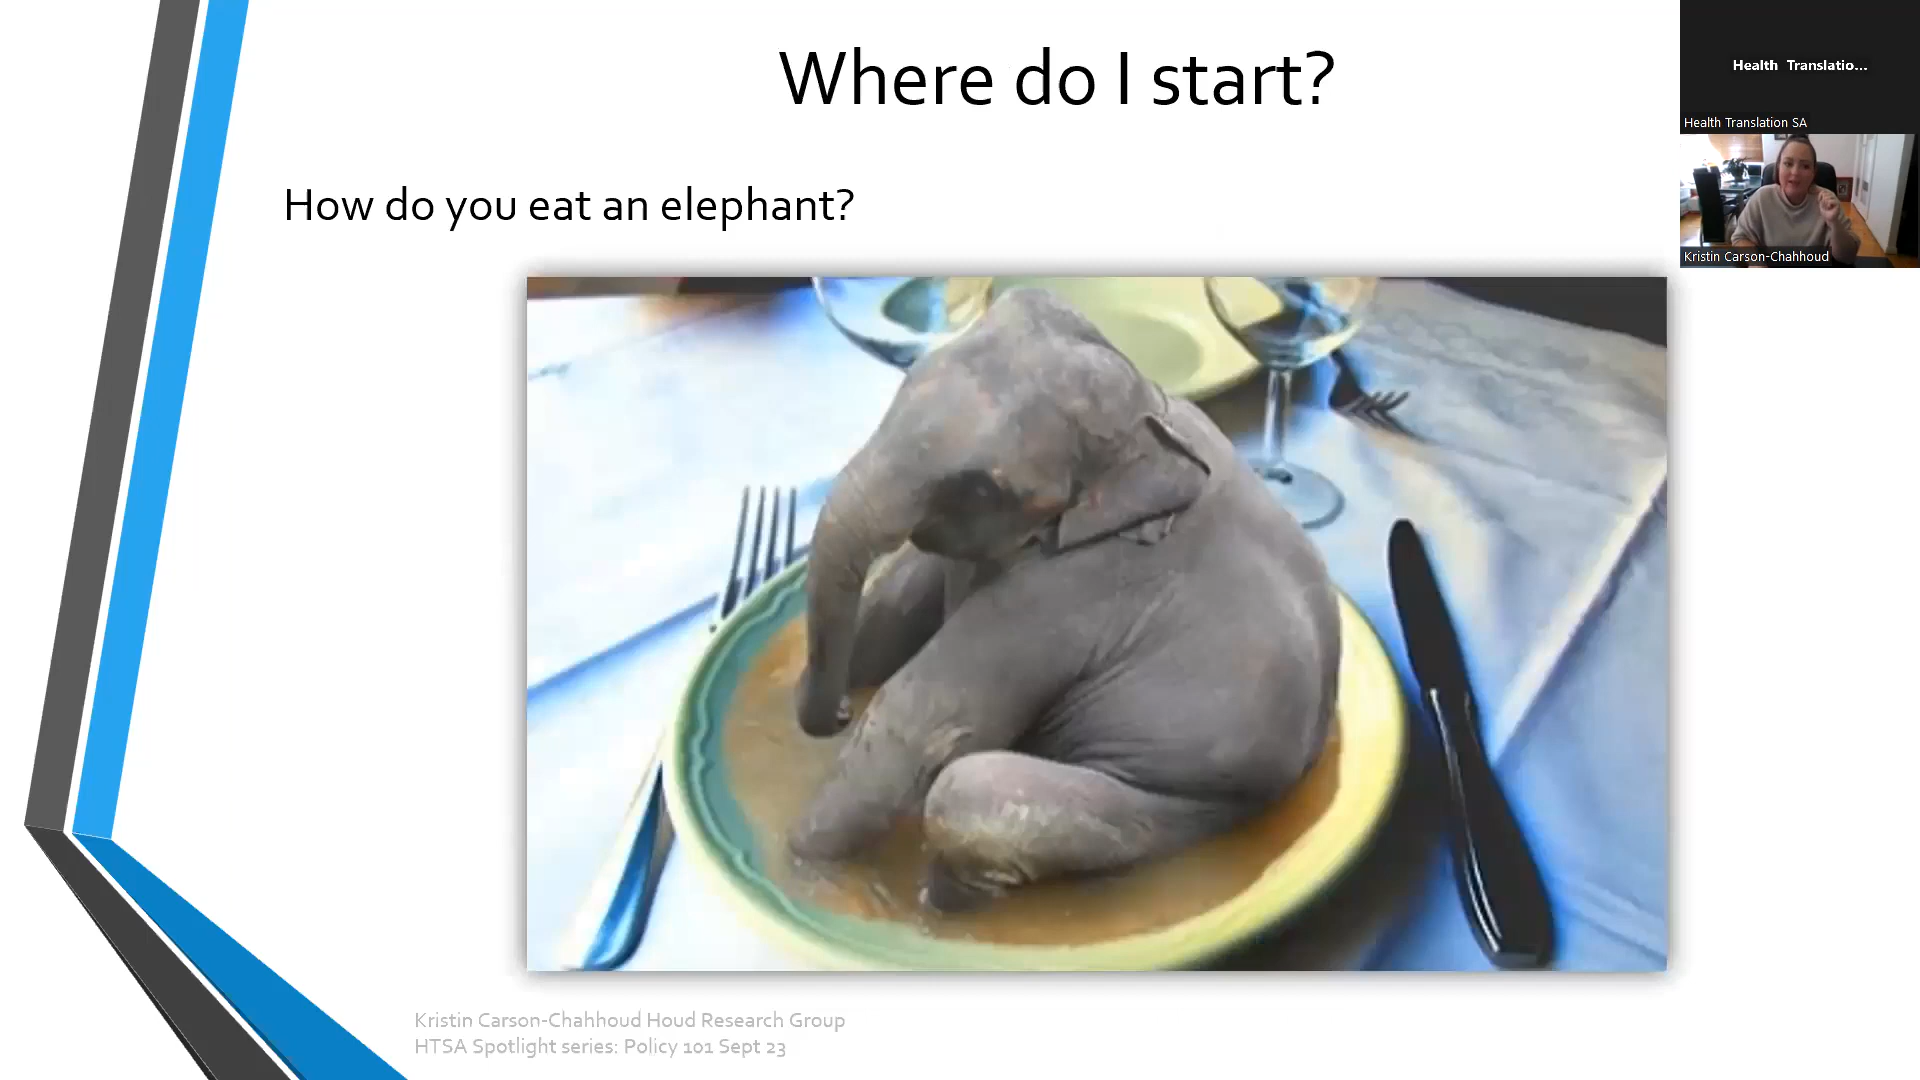 Where do I start?
Health Translatio...
Health Translation SA
How do you eat an elephant?
Kristin Carson-Chahhoud
Kristin Carson-Chahhoud Houd Research Group
HTSA Spotlight series: Policy 101 Sept 23